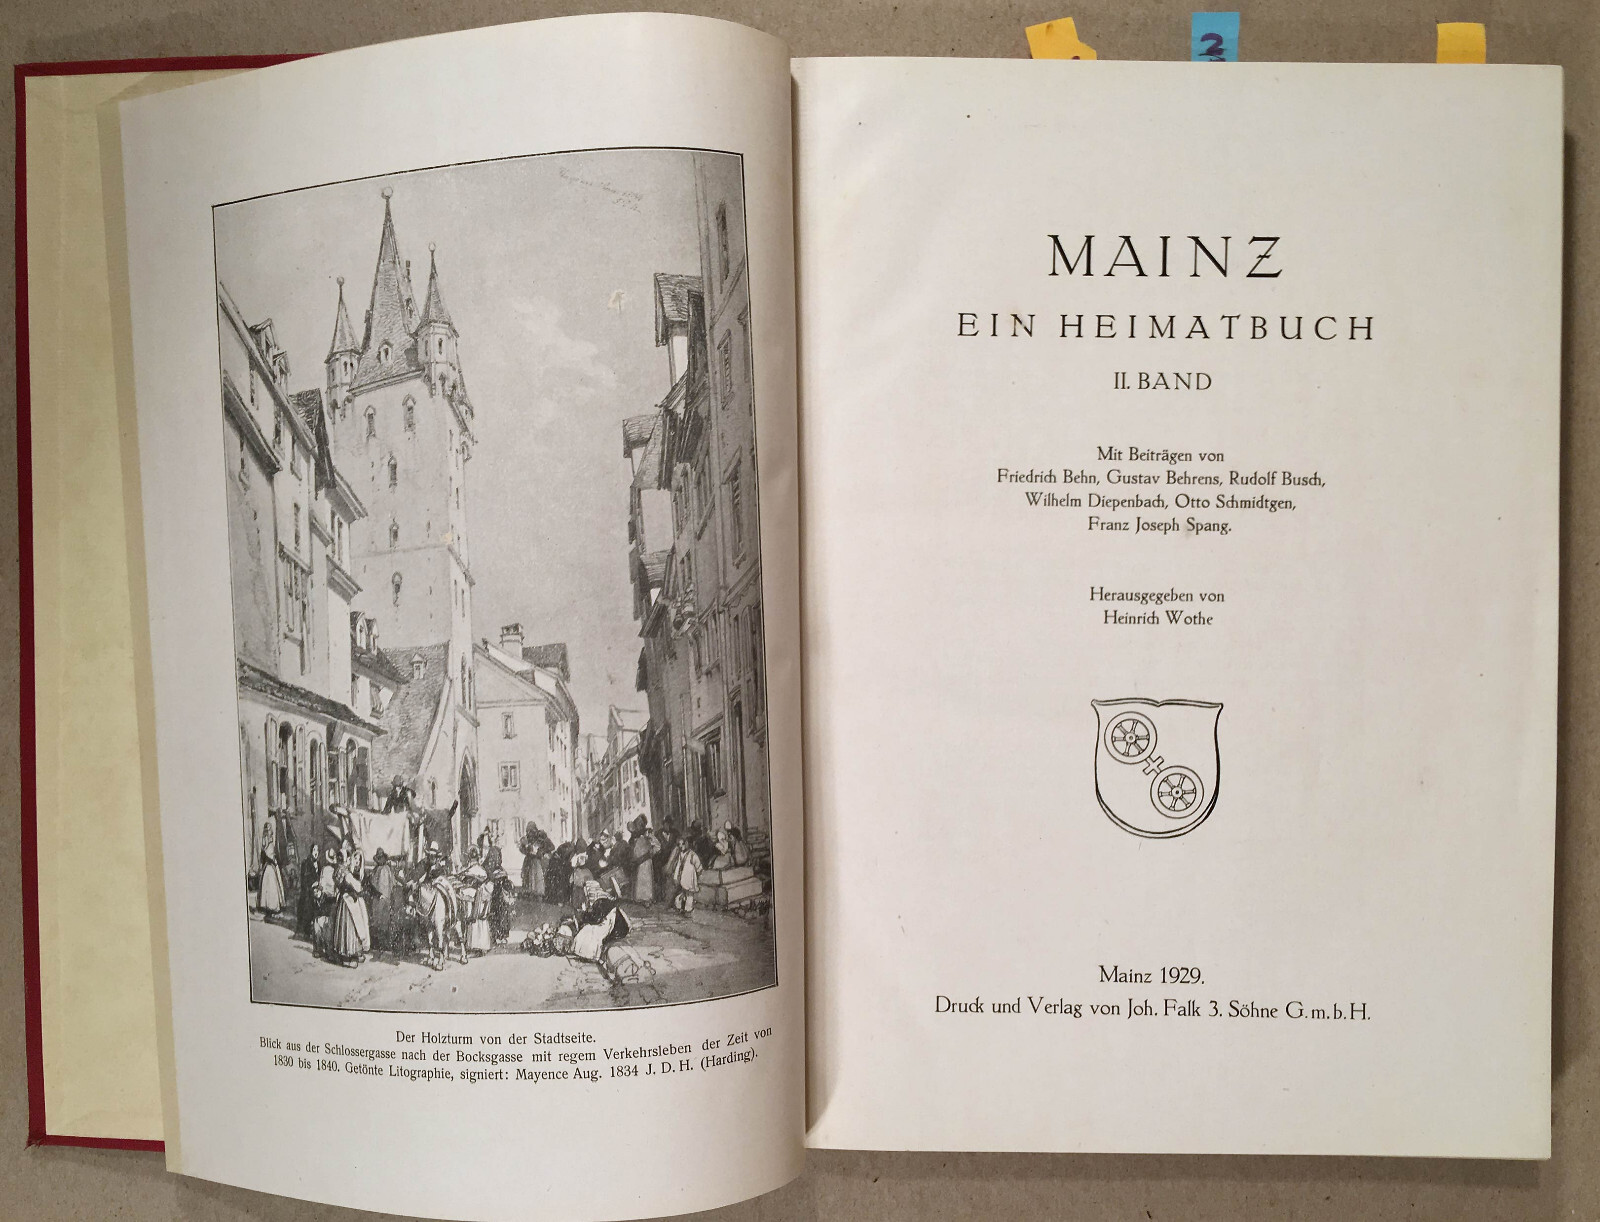 Der Holzturm von der Stadtseite.
Blick aus der Schlossergasse nach der Bocksgasse mit regem Verkehrsleben der Zeit von
1830 bis 1840. Getönte Litographie, signiert: Mayence Aug. 1834 J. D. H. (Harding).
2
MAINZ
EIN HEIMATBUCH
II. BAND
Mit Beiträgen von
Friedrich Behn, Gustav Behrens, Rudolf Busch,
Wilhelm Diepenbach, Otto Schmidtgen,
Franz Joseph Spang.
Herausgegeben von
Heinrich Wothe
Mainz 1929.
Druck und Verlag von Joh. Falk 3. Söhne G.m.b.H.